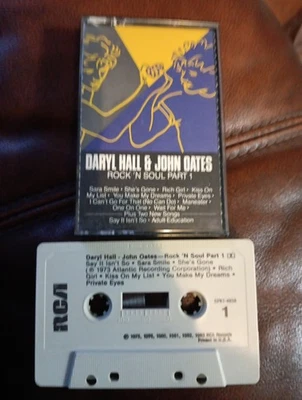 DARYL HALL & JOHN OATES
ROCK 'N SOUL PART 1
Sara Smile • She's Gone • Rich Girl • Kiss On
My List • You Make My Dreams • Private Eyes •
I Can't Go For That (No Can Do) • Maneater •
One On One • Wait For Me •
Plus Two New Songs
Say It Isn't So • Adult Education
RCA
Daryl Hall - John Oates—Rock 'N Soul Part 1 (X)
Say It Isn't So • Sara Smile • She's Gone
(℗ 1973 Atlantic Recording Corporation) • Rich
Girl • Kiss On My List • You Make My Dreams •
Private Eyes
1